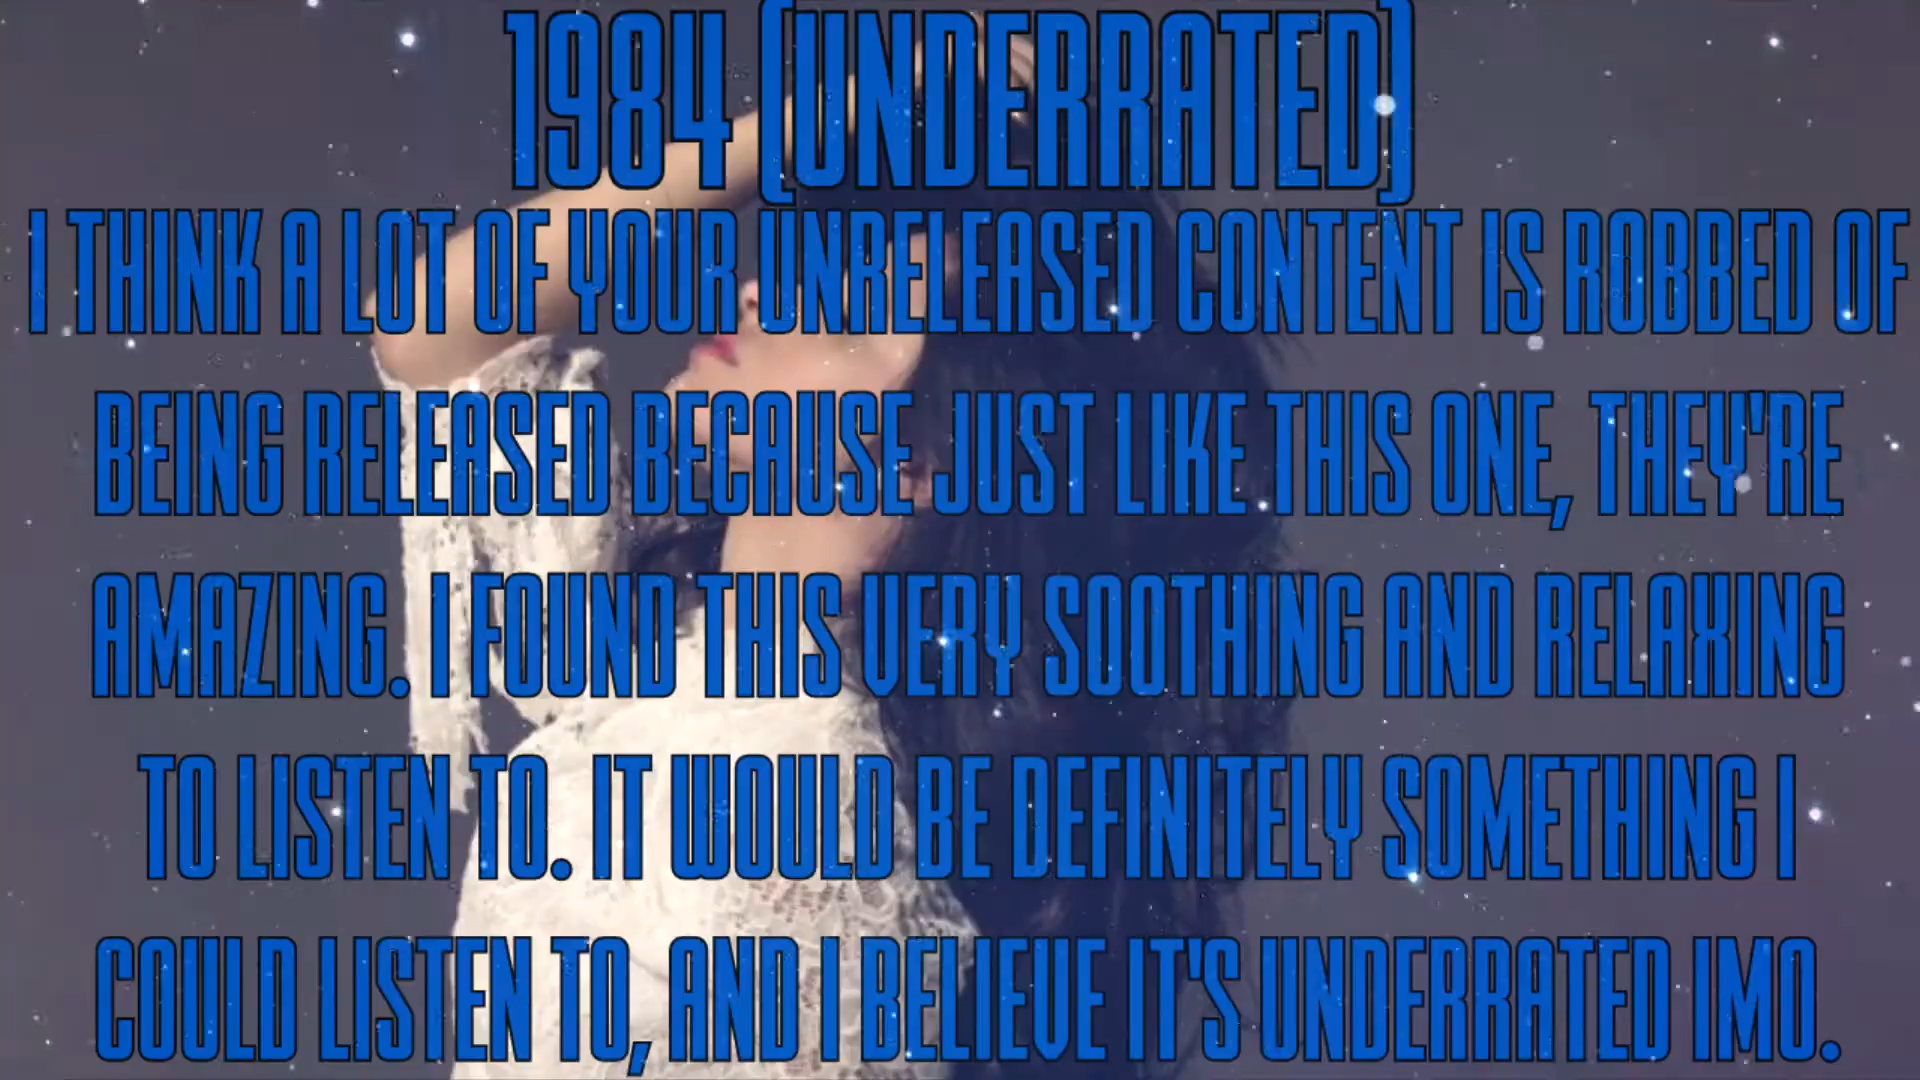 1984 (UNDERRATED)
I THINK A LOT OF YOUR UNRELEASED CONTENT IS ROBBED OF
BEING RELEASED BECAUSE JUST LIKE THIS ONE, THEY'RE
AMAZING. I FOUND THIS VERY SOOTHING AND RELAXING
TO LISTEN TO. IT WOULD BE DEFINITELY SOMETHING I
COULD LISTEN TO, AND I BELIEVE IT'S UNDERRATED IMO.